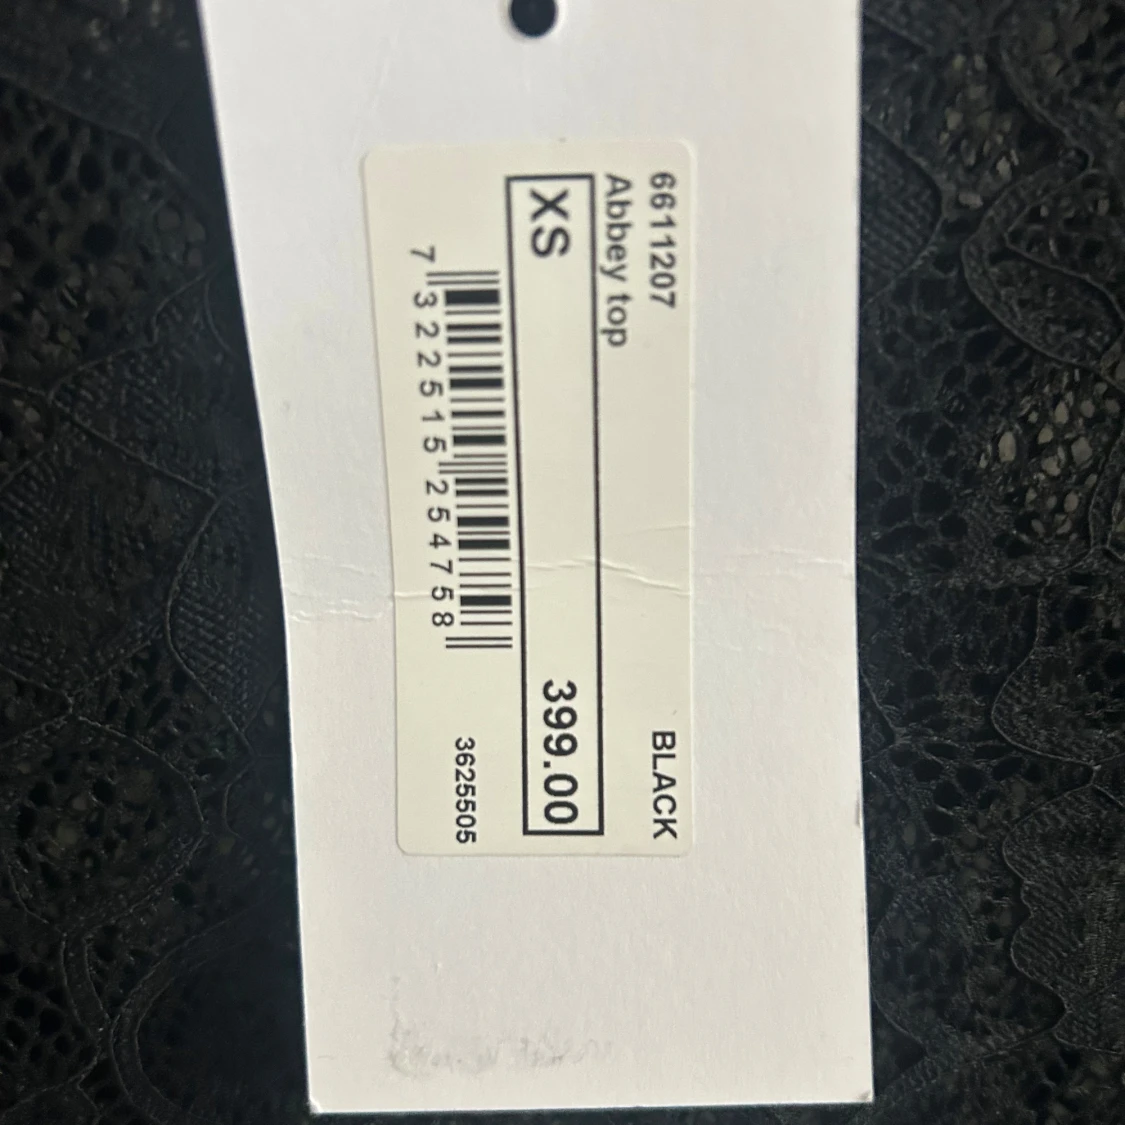 6611207 BLACK
Abbey top
XS 399.00
7 322515 254758
3625505